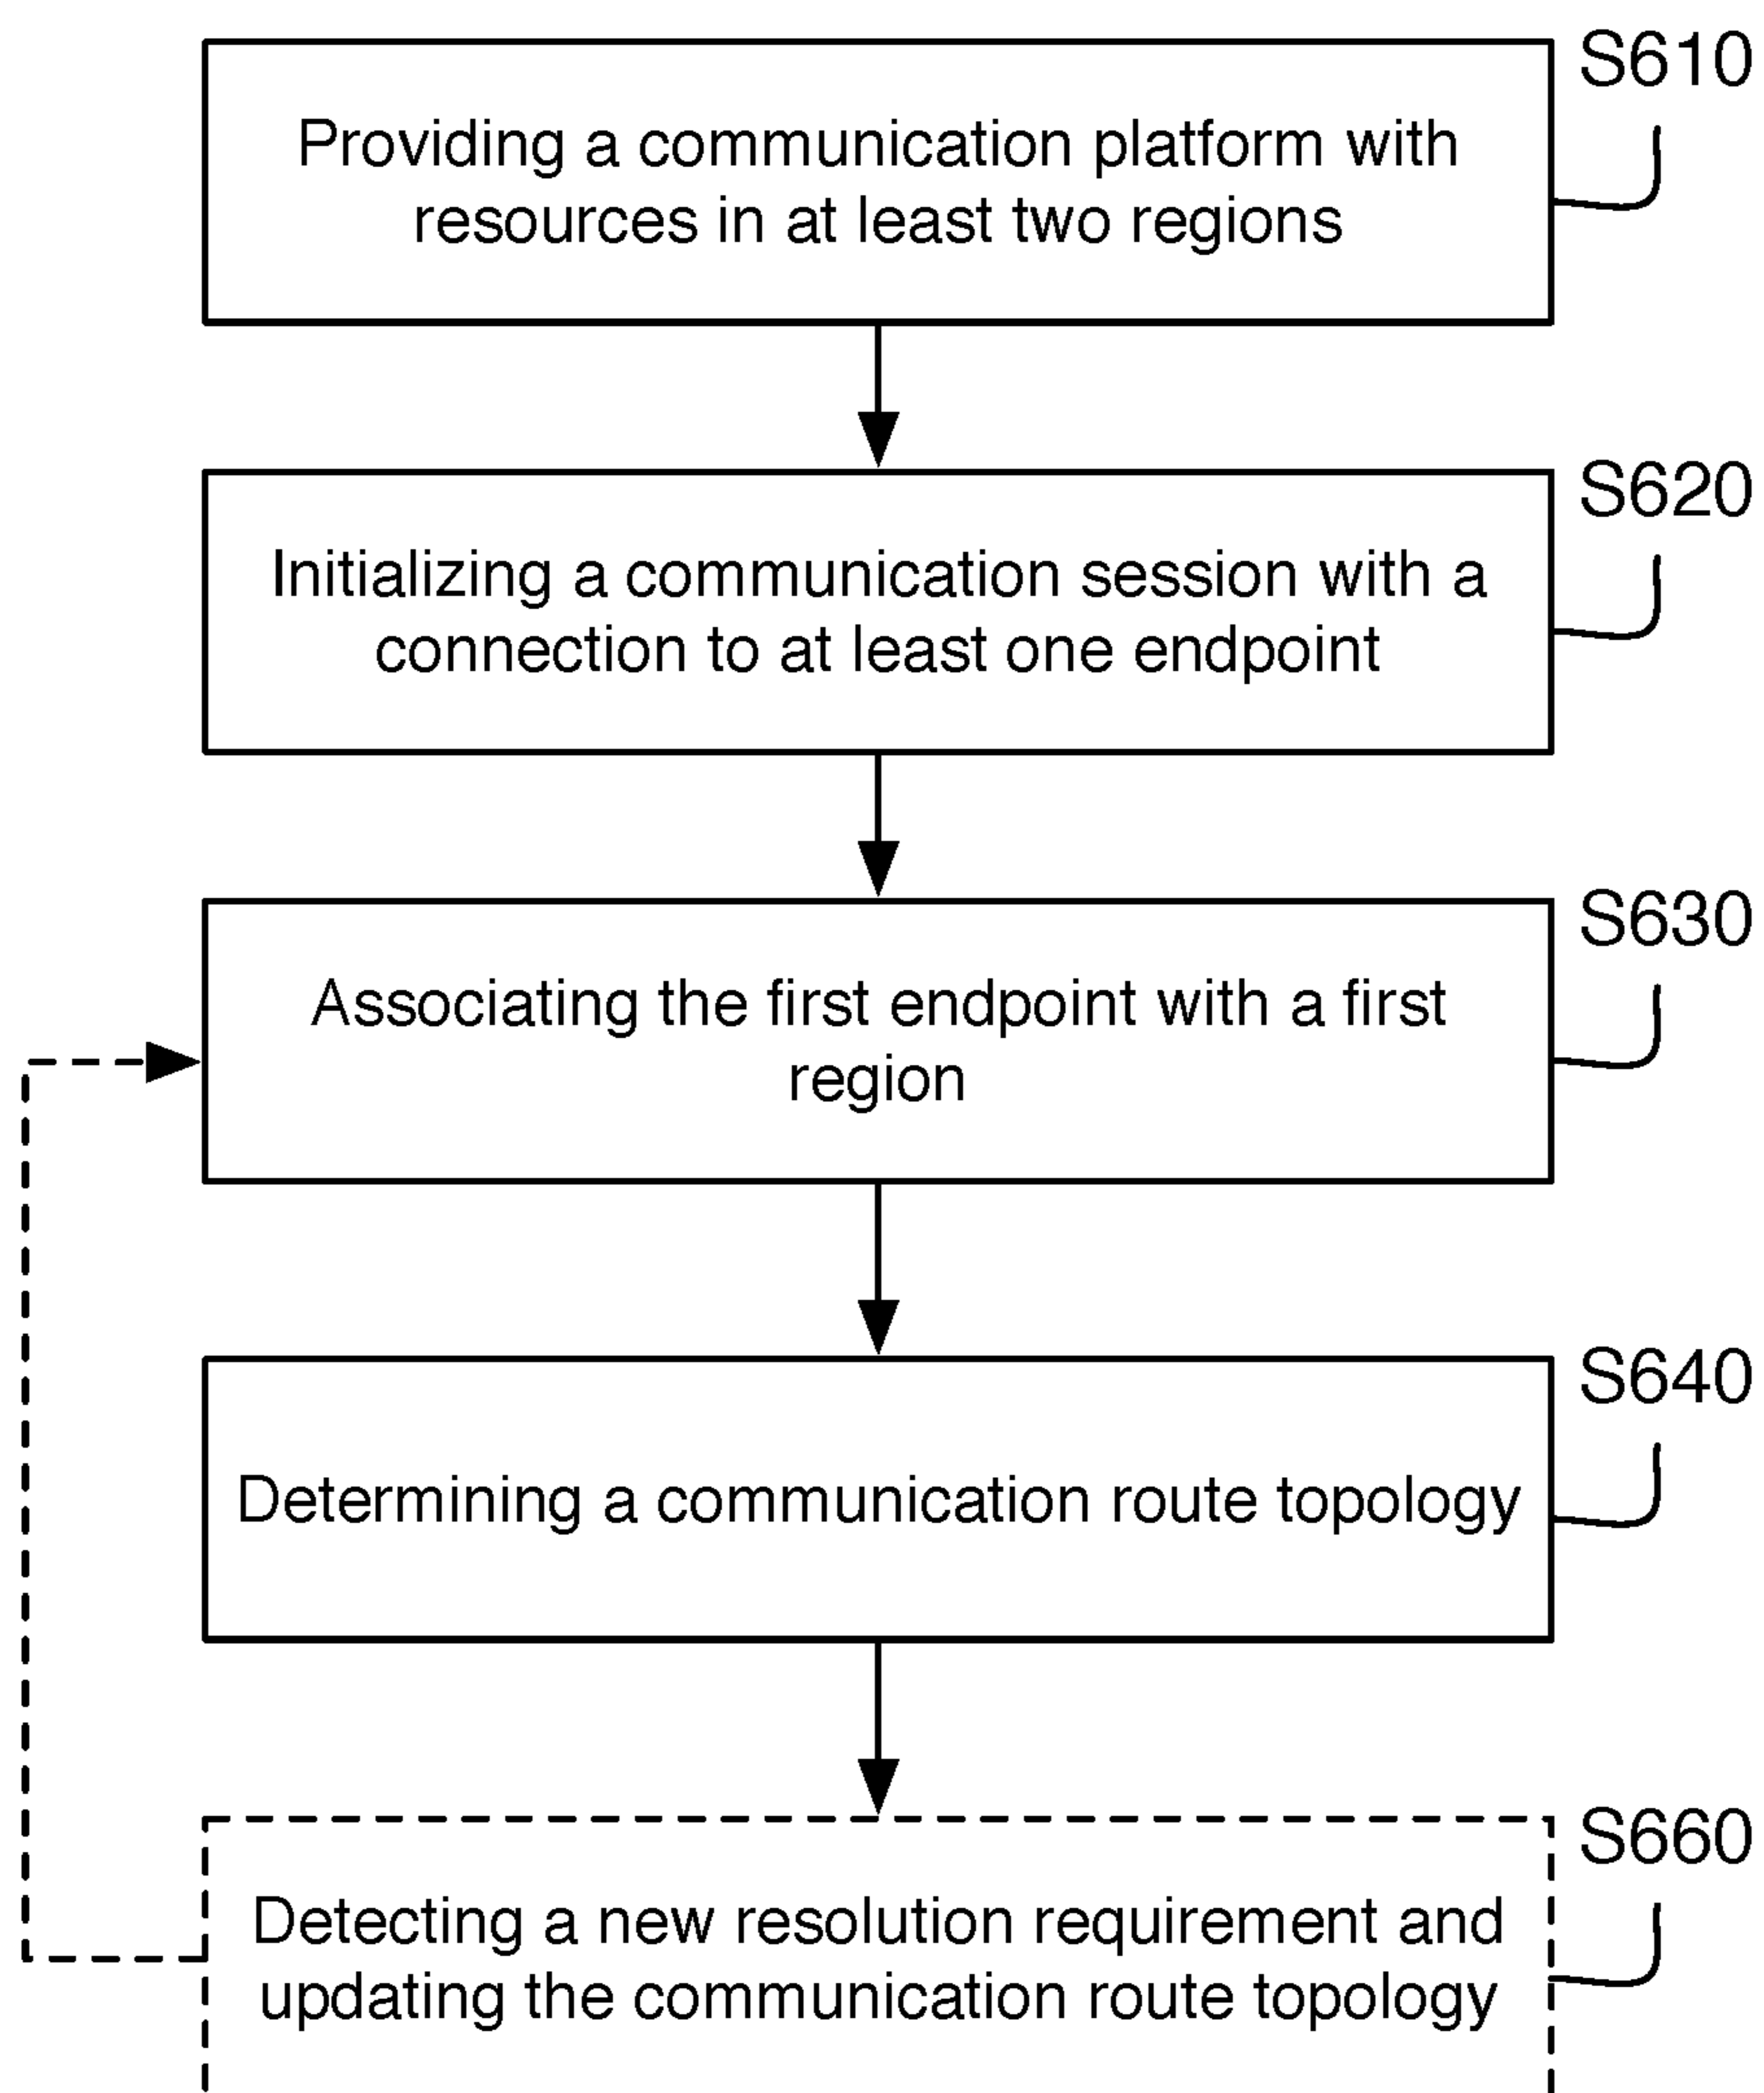 S610
Providing a communication platform with
resources in at least two regions
S620
Initializing a communication session with a
connection to at least one endpoint
S630
Associating the first endpoint with a first
region
S640
Determining a communication route topology
S660
Detecting a new resolution requirement and
updating the communication route topology